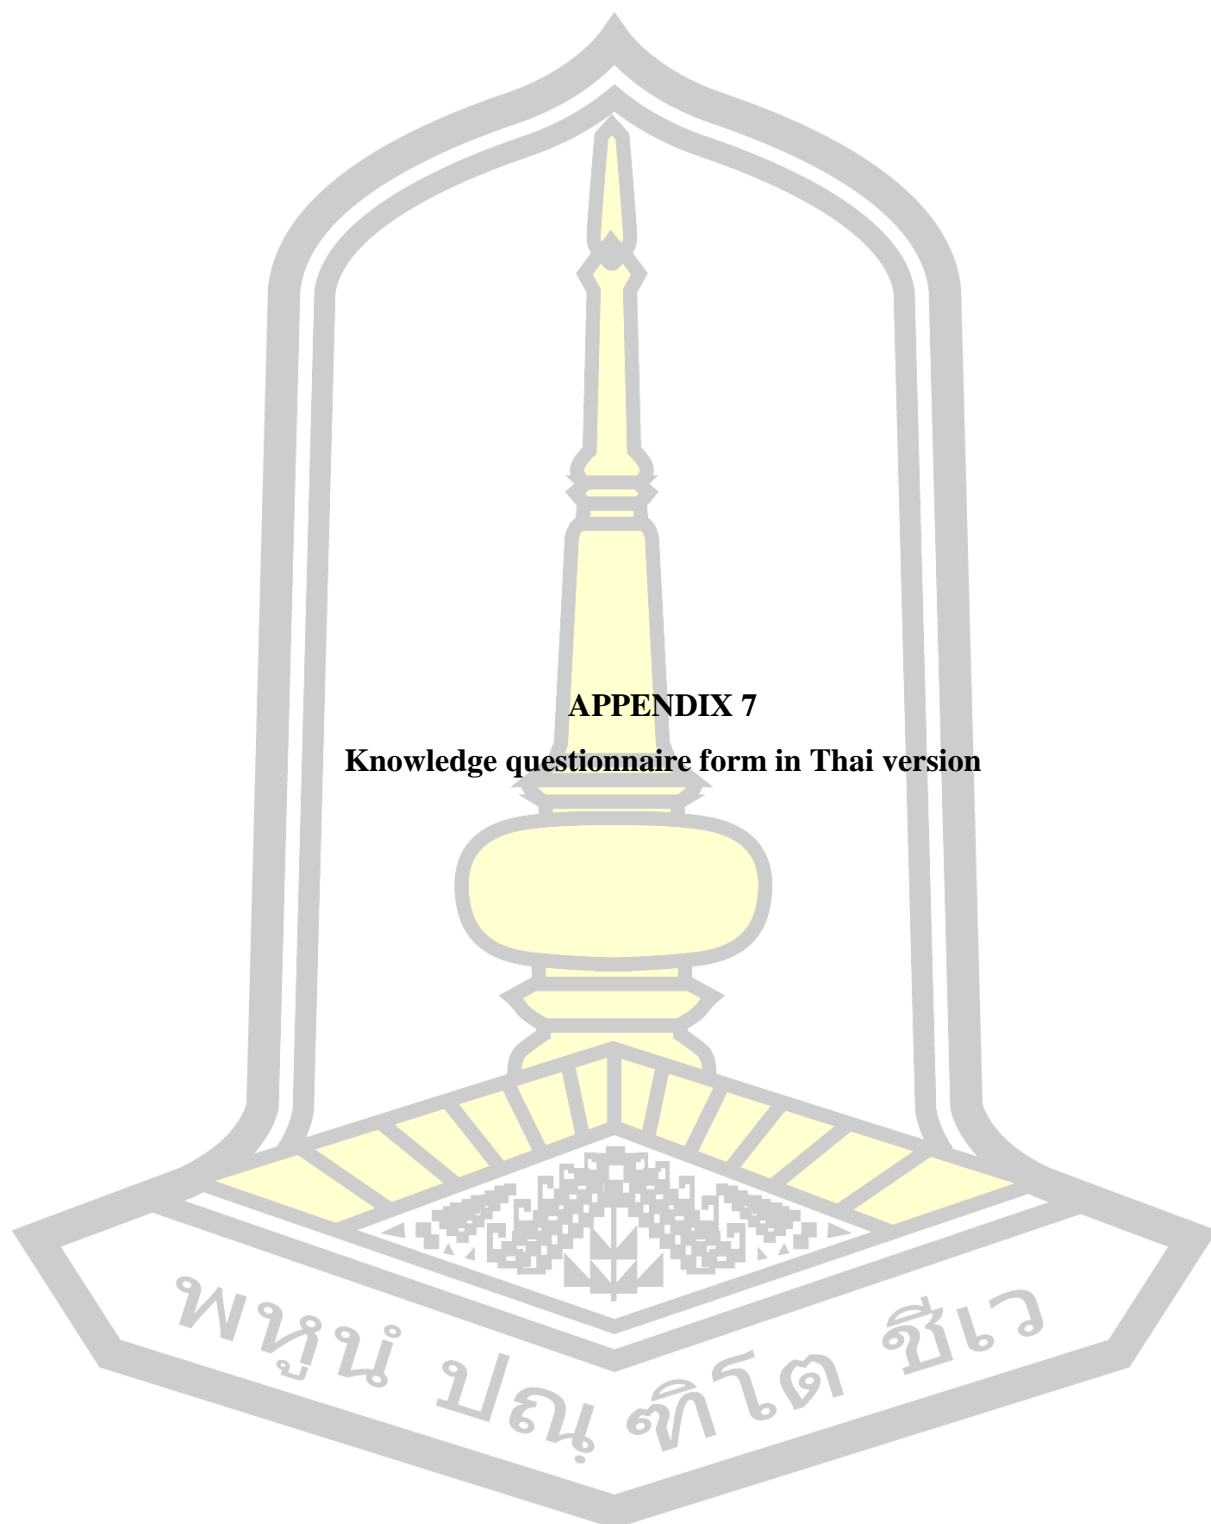 APPENDIX 7
Knowledge questionnaire form in Thai version
พหูนํ ปณฺฑิโต ชีเว